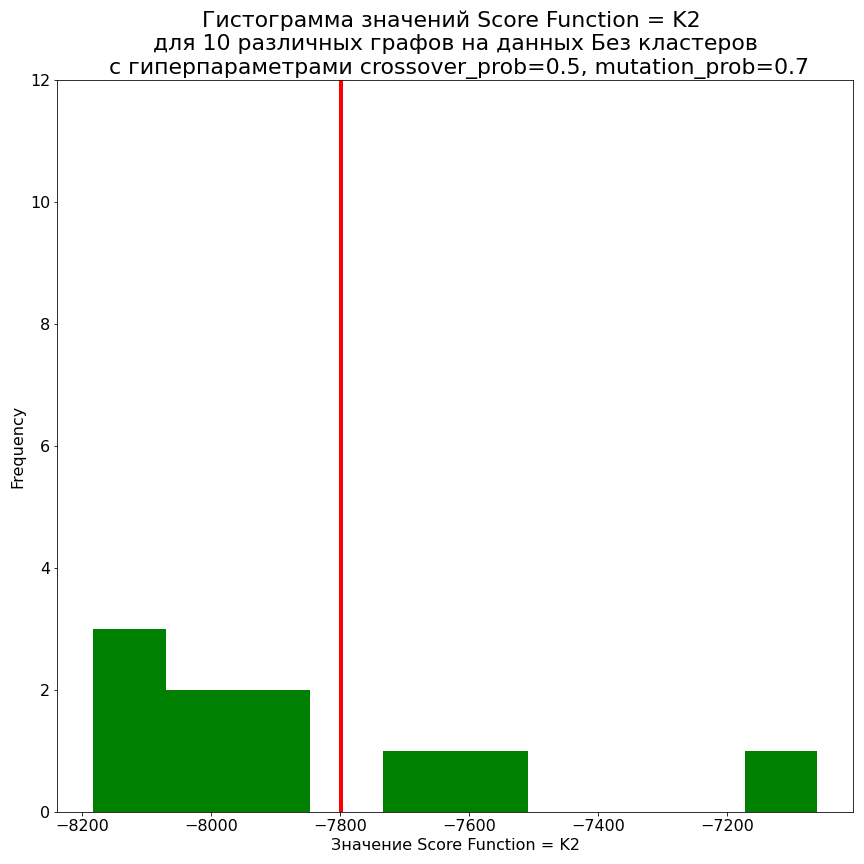 Гистограмма значений Score Function = K2
для 10 различных графов на данных Без кластеров
с гиперпараметрами crossover_prob=0.5, mutation_prob=0.7
12
10
8
6
4
2
0
Frequency
−8200 −8000 −7800 −7600 −7400 −7200
Значение Score Function = K2